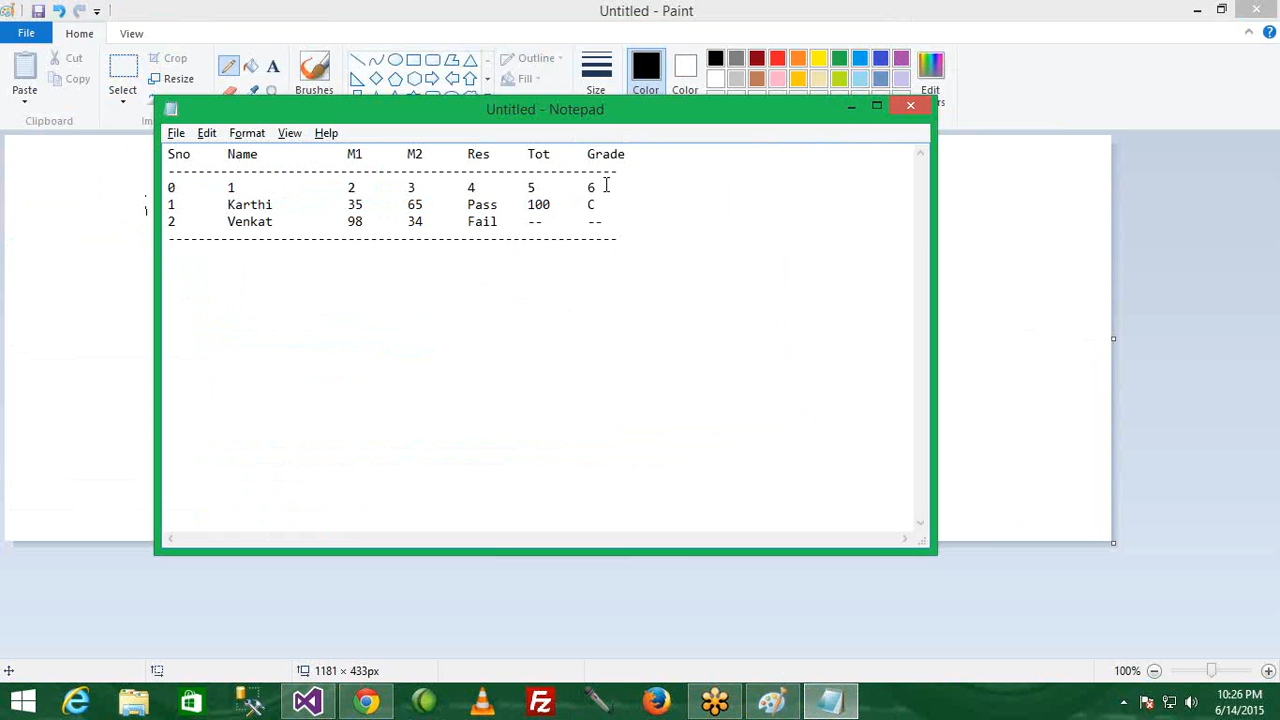 Untitled - Paint
File Home View
Paste
Cut
Copy
Clipboard
Select
Crop
Resize
Brushes
Outline
Fill
Size
Color
Color
Edit
Untitled - Notepad
File Edit Format View Help
Sno Name M1 M2 Res Tot Grade
------------------------------------------------------------
0 1 2 3 4 5 6
1 Karthi 35 65 Pass 100 C
2 Venkat 98 34 Fail -- --
------------------------------------------------------------
1181 × 433px
100%
10:26 PM
6/14/2015